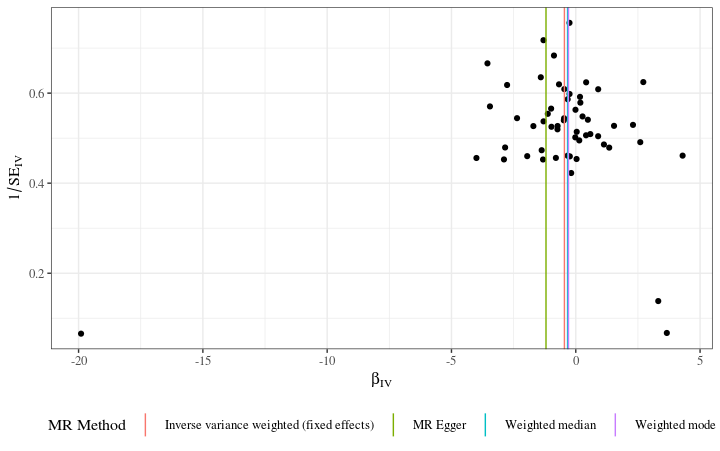 0.6
0.4
0.2
1/SE_IV
-20
-15
-10
-5
0
5
β_IV
MR Method
Inverse variance weighted (fixed effects)
MR Egger
Weighted median
Weighted mode